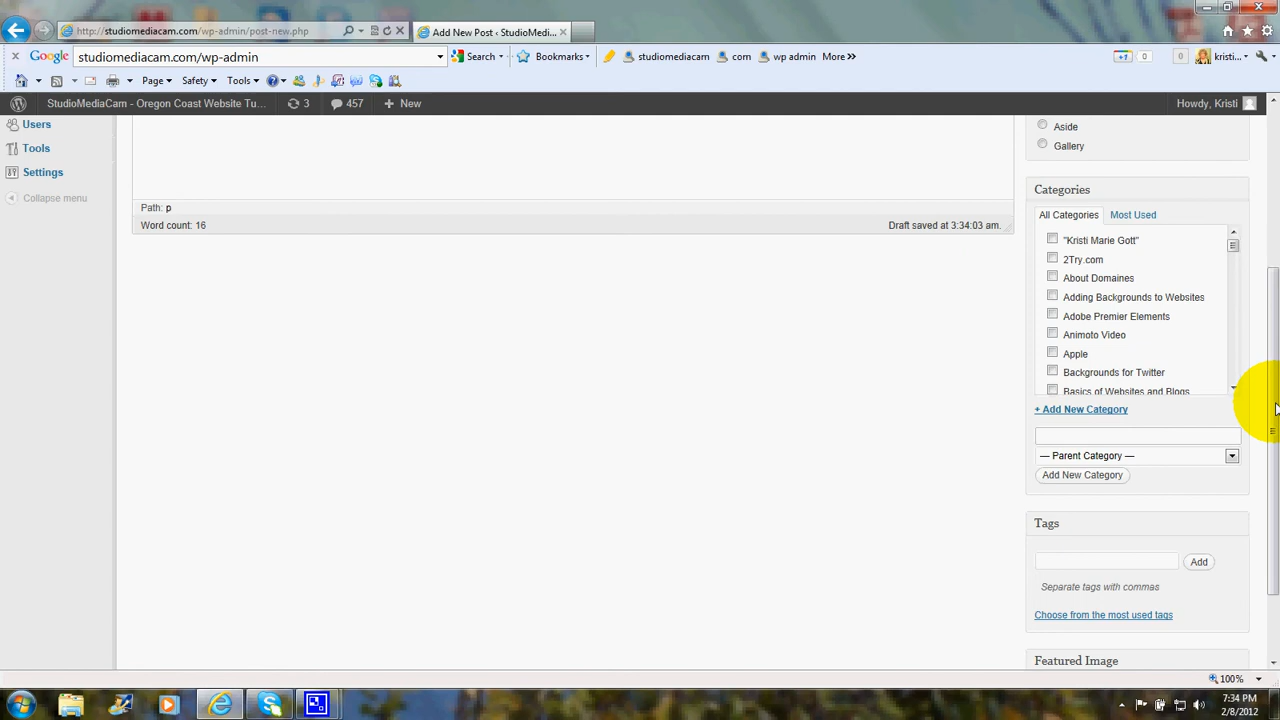 http://studiomediacam.com/wp-admin/post-new.php
Add New Post ‹ StudioMedi...
Google
studiomediacam.com/wp-admin
Search
Bookmarks
studiomediacam
com
wp admin
More
+1
0
0
kristi...
Page
Safety
Tools
StudioMediaCam - Oregon Coast Website Tu...
3
457
+ New
Howdy, Kristi
Users
Tools
Settings
Collapse menu
Path: p
Word count: 16
Draft saved at 3:34:03 am.
Aside
Gallery
Categories
All Categories
Most Used
"Kristi Marie Gott"
2Try.com
About Domaines
Adding Backgrounds to Websites
Adobe Premier Elements
Animoto Video
Apple
Backgrounds for Twitter
Basics of Websites and Blogs
+ Add New Category
— Parent Category —
Add New Category
Tags
Add
Separate tags with commas
Choose from the most used tags
Featured Image
100%
7:34 PM
2/8/2012